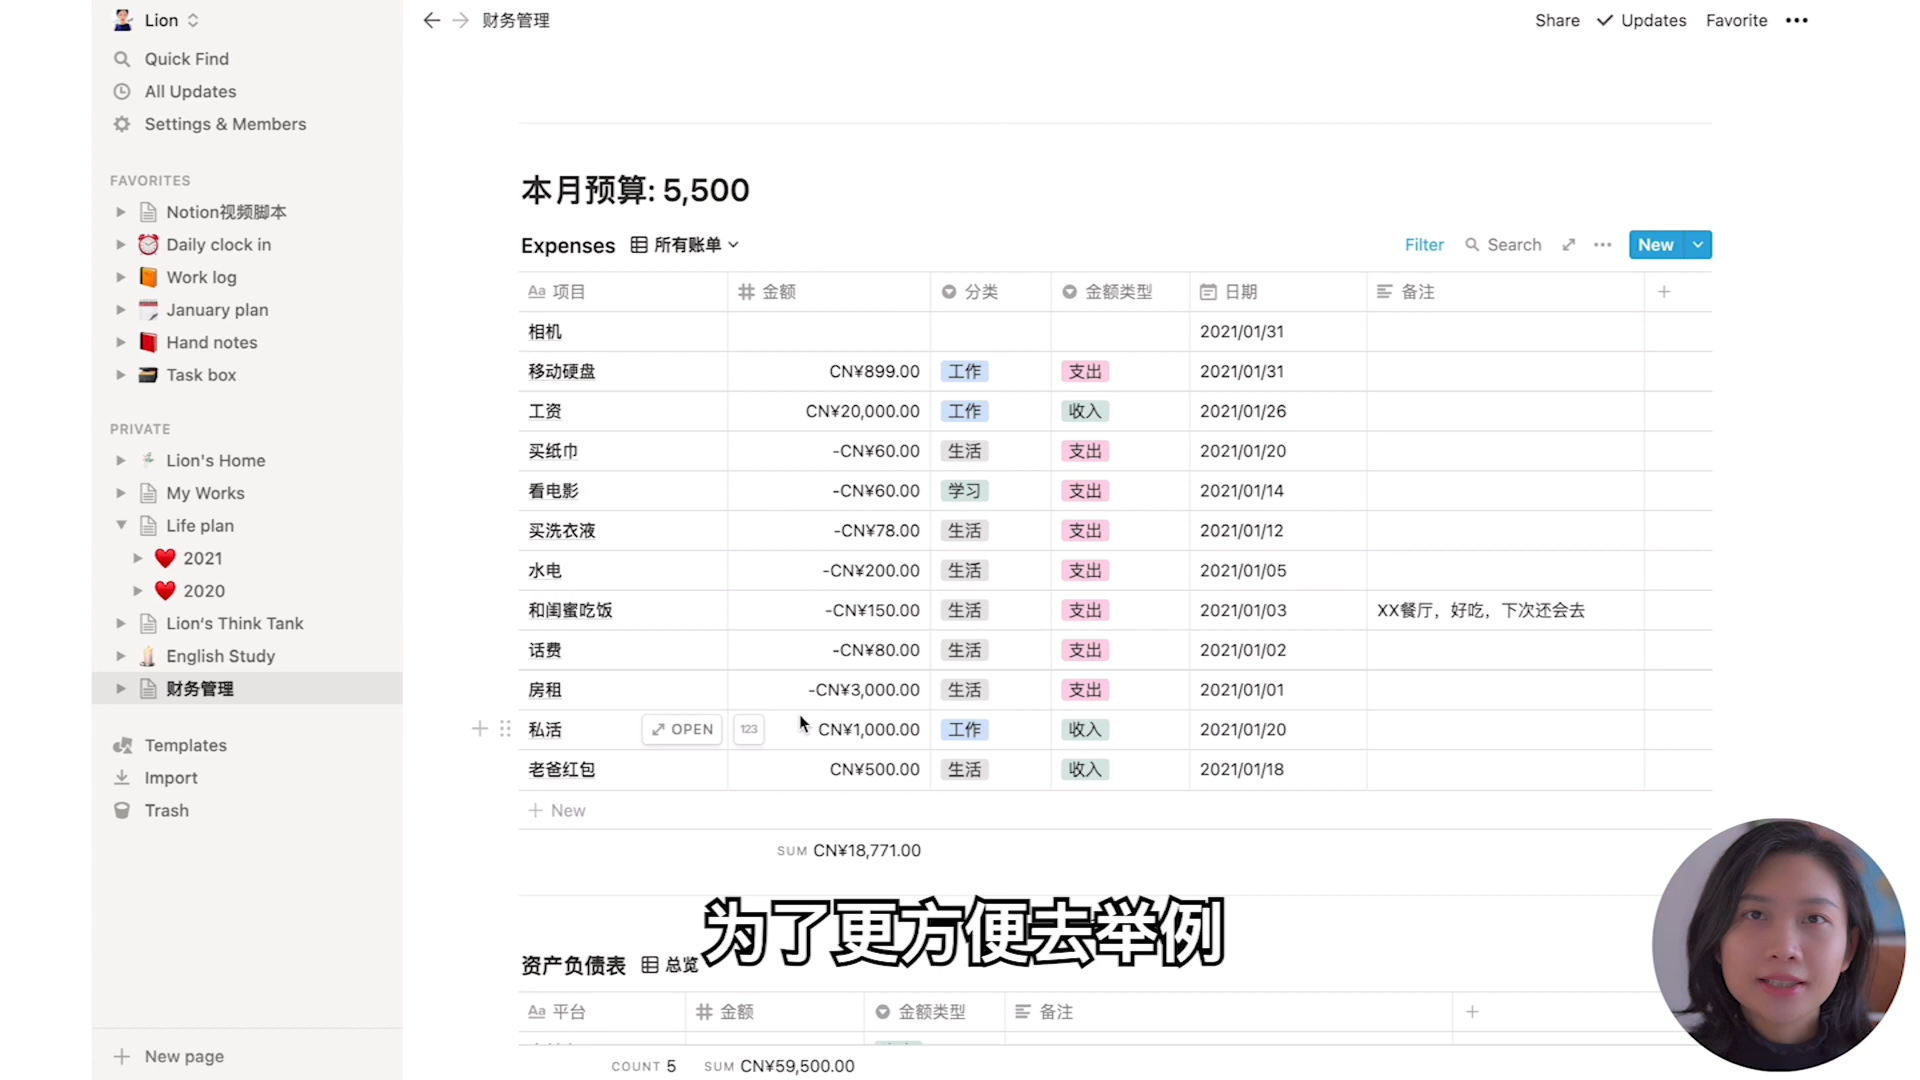 Lion
Quick Find
All Updates
Settings & Members
FAVORITES
Notion视频脚本
Daily clock in
Work log
January plan
Hand notes
Task box
PRIVATE
Lion's Home
My Works
Life plan
2021
2020
Lion‘s Think Tank
English Study
财务管理
Templates
Import
Trash
New page
财务管理
Share Updates Favorite
本月预算: 5,500
Expenses 所有账单
Filter Search New
Aa 项目 金额 分类 金额类型 日期 备注
相机 2021/01/31
移动硬盘 CN¥899.00 工作 支出 2021/01/31
工资 CN¥20,000.00 工作 收入 2021/01/26
买纸巾 -CN¥60.00 生活 支出 2021/01/20
看电影 -CN¥60.00 学习 支出 2021/01/14
买洗衣液 -CN¥78.00 生活 支出 2021/01/12
水电 -CN¥200.00 生活 支出 2021/01/05
和闺蜜吃饭 -CN¥150.00 生活 支出 2021/01/03 XX餐厅，好吃，下次还会去
话费 -CN¥80.00 生活 支出 2021/01/02
房租 -CN¥3,000.00 生活 支出 2021/01/01
私活 OPEN 123 CN¥1,000.00 工作 收入 2021/01/20
老爸红包 CN¥500.00 生活 收入 2021/01/18
New
SUM CN¥18,771.00
为了更方便去举例
资产负债表 总览
Aa 平台 金额 金额类型 备注
COUNT 5 SUM CN¥59,500.00